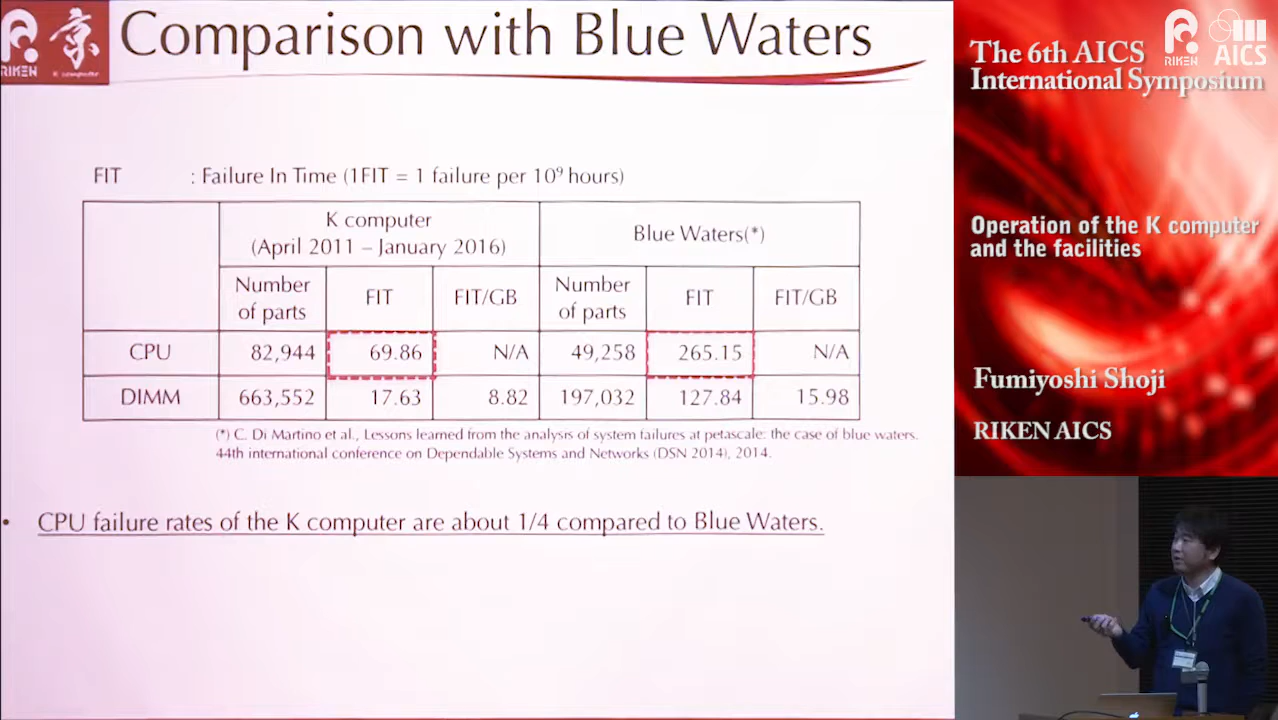 RIKEN
京
Comparison with Blue Waters
FIT : Failure In Time (1FIT = 1 failure per 10⁹ hours)
K computer
(April 2011 – January 2016)
Blue Waters(*)
Number of parts FIT FIT/GB Number of parts FIT FIT/GB
CPU 82,944 69.86 N/A 49,258 265.15 N/A
DIMM 663,552 17.63 8.82 197,032 127.84 15.98
(*) C. Di Martino et al., Lessons learned from the analysis of system failures at petascale: the case of blue waters.
44th international conference on Dependable Systems and Networks (DSN 2014), 2014.
• CPU failure rates of the K computer are about 1/4 compared to Blue Waters.
The 6th AICS
International Symposium
RIKEN AICS
Operation of the K computer
and the facilities
Fumiyoshi Shoji
RIKEN AICS